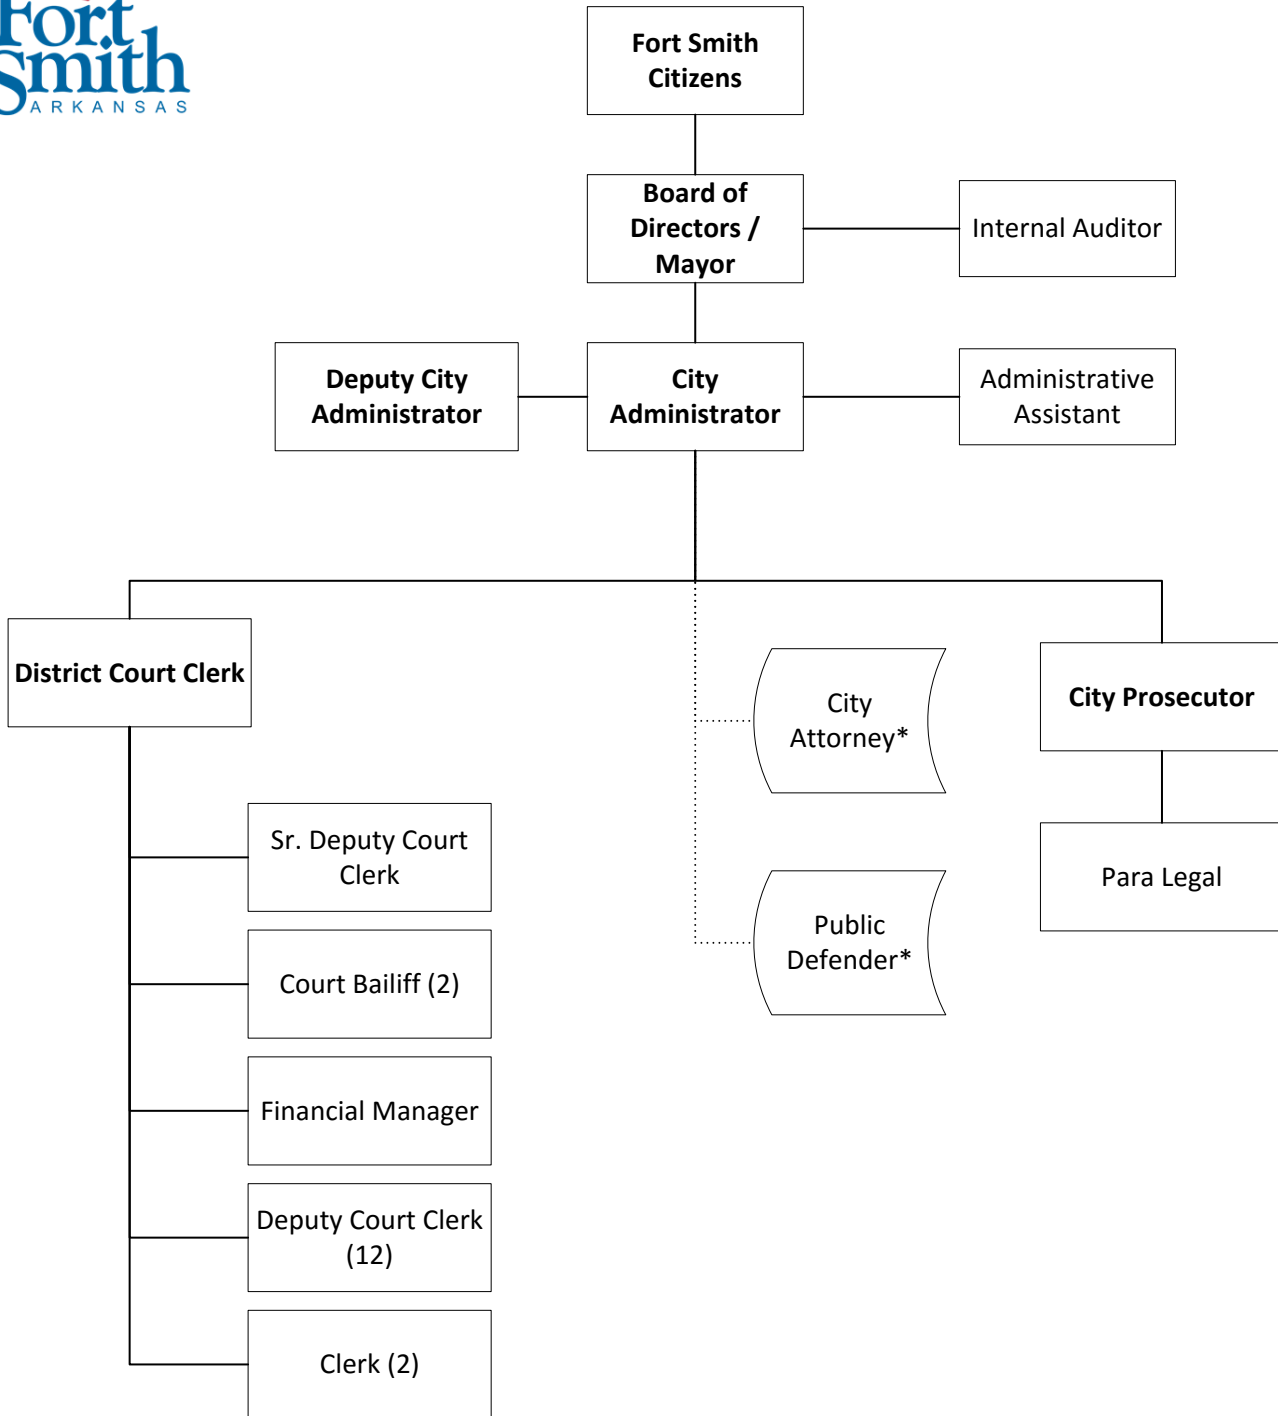 Fort
Smith
ARKANSAS
Fort Smith
Citizens
Board of
Directors /
Mayor
Internal Auditor
Deputy City
Administrator
City
Administrator
Administrative
Assistant
District Court Clerk
City
Attorney*
City Prosecutor
Sr. Deputy Court
Clerk
Para Legal
Public
Defender*
Court Bailiff (2)
Financial Manager
Deputy Court Clerk
(12)
Clerk (2)